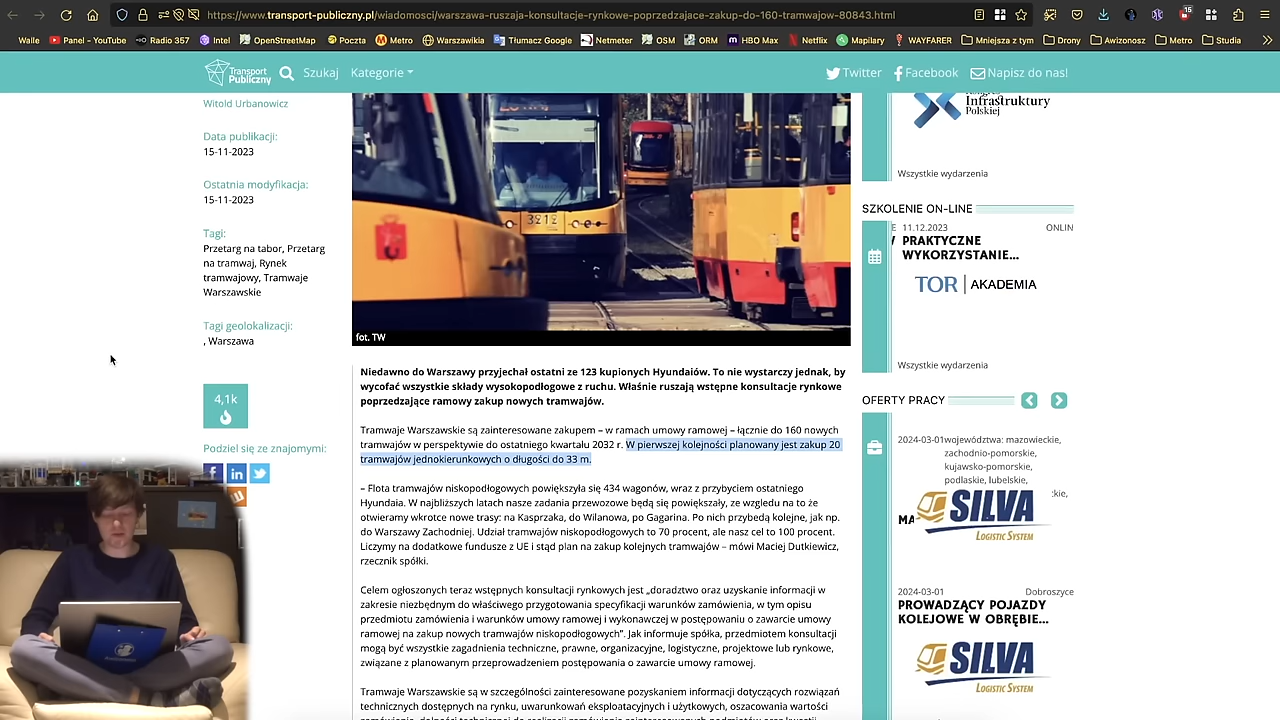 https://www.transport-publiczny.pl/wiadomosci/warszawa-ruszaja-konsultacje-rynkowe-poprzedzajace-zakup-do-160-tramwajow-80843.html
15
Walle Panel - YouTube Radio 357 Intel OpenStreetMap Poczta Metro Warszawikia Tłumacz Google Netmeter OSM ORM HBO Max Netflix Mapilary WAYFARER Mniejsza z tym Drony Awizonosz Metro Studia
Transport Publiczny Szukaj Kategorie Twitter Facebook Napisz do nas!
Witold Urbanowicz
Data publikacji:
15-11-2023
Ostatnia modyfikacja:
15-11-2023
Tagi:
Przetarg na tabor, Przetarg
na tramwaj, Rynek
tramwajowy, Tramwaje
Warszawskie
Tagi geolokalizacji:
, Warszawa
4,1k
Podziel się ze znajomymi:
3212
fot. TW
Niedawno do Warszawy przyjechał ostatni ze 123 kupionych Hyundaiów. To nie wystarczy jednak, by
wycofać wszystkie składy wysokopodłogowe z ruchu. Właśnie ruszają wstępne konsultacje rynkowe
poprzedzające ramowy zakup nowych tramwajów.
Tramwaje Warszawskie są zainteresowane zakupem – w ramach umowy ramowej – łącznie do 160 nowych
tramwajów w perspektywie do ostatniego kwartału 2032 r. W pierwszej kolejności planowany jest zakup 20
tramwajów jednokierunkowych o długości do 33 m.
– Flota tramwajów niskopodłogowych powiększyła się 434 wagonów, wraz z przybyciem ostatniego
Hyundaia. W najbliższych latach nasze zadania przewozowe będą się powiększały, ze względu na to że
otwieramy wkrotce nowe trasy: na Kasprzaka, do Wilanowa, po Gagarina. Po nich przybędą kolejne, jak np.
do Warszawy Zachodniej. Udział tramwajów niskopodłogowych to 70 procent, ale nasz cel to 100 procent.
Liczymy na dodatkowe fundusze z UE i stąd plan na zakup kolejnych tramwajów – mówi Maciej Dutkiewicz,
rzecznik spółki.
Celem ogłoszonych teraz wstępnych konsultacji rynkowych jest „doradztwo oraz uzyskanie informacji w
zakresie niezbędnym do właściwego przygotowania specyfikacji warunków zamówienia, w tym opisu
przedmiotu zamówienia i warunków umowy ramowej i wykonawczej w postępowaniu o zawarcie umowy
ramowej na zakup nowych tramwajów niskopodłogowych”. Jak informuje spółka, przedmiotem konsultacji
mogą być wszystkie zagadnienia techniczne, prawne, organizacyjne, logistyczne, projektowe lub rynkowe,
związane z planowanym przeprowadzeniem postępowania o zawarcie umowy ramowej.
Tramwaje Warszawskie są w szczególności zainteresowane pozyskaniem informacji dotyczących rozwiązań
technicznych dostępnych na rynku, uwarunkowań eksploatacyjnych i użytkowych, oszacowania wartości
Infrastruktury
Polskiej
Wszystkie wydarzenia
SZKOLENIE ON-LINE
E 11.12.2023 ONLIN
PRAKTYCZNE
WYKORZYSTANIE...
TOR | AKADEMIA
Wszystkie wydarzenia
OFERTY PRACY
2024-03-01 województwa: mazowieckie,
zachodnio-pomorskie,
kujawsko-pomorskie,
podlaskie, lubelskie,
:kie,
MA
SILVA
LOGISTIC SYSTEM
2024-03-01 Dobroszyce
PROWADZĄCY POJAZDY
KOLEJOWE W OBRĘBIE...
SILVA
LOGISTIC SYSTEM